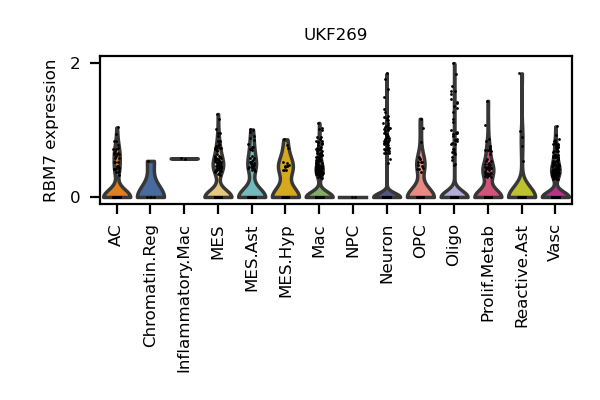 UKF269
RBM7 expression
2
0
AC
Chromatin.Reg
Inflammatory.Mac
MES
MES.Ast
MES.Hyp
Mac
NPC
Neuron
OPC
Oligo
Prolif.Metab
Reactive.Ast
Vasc